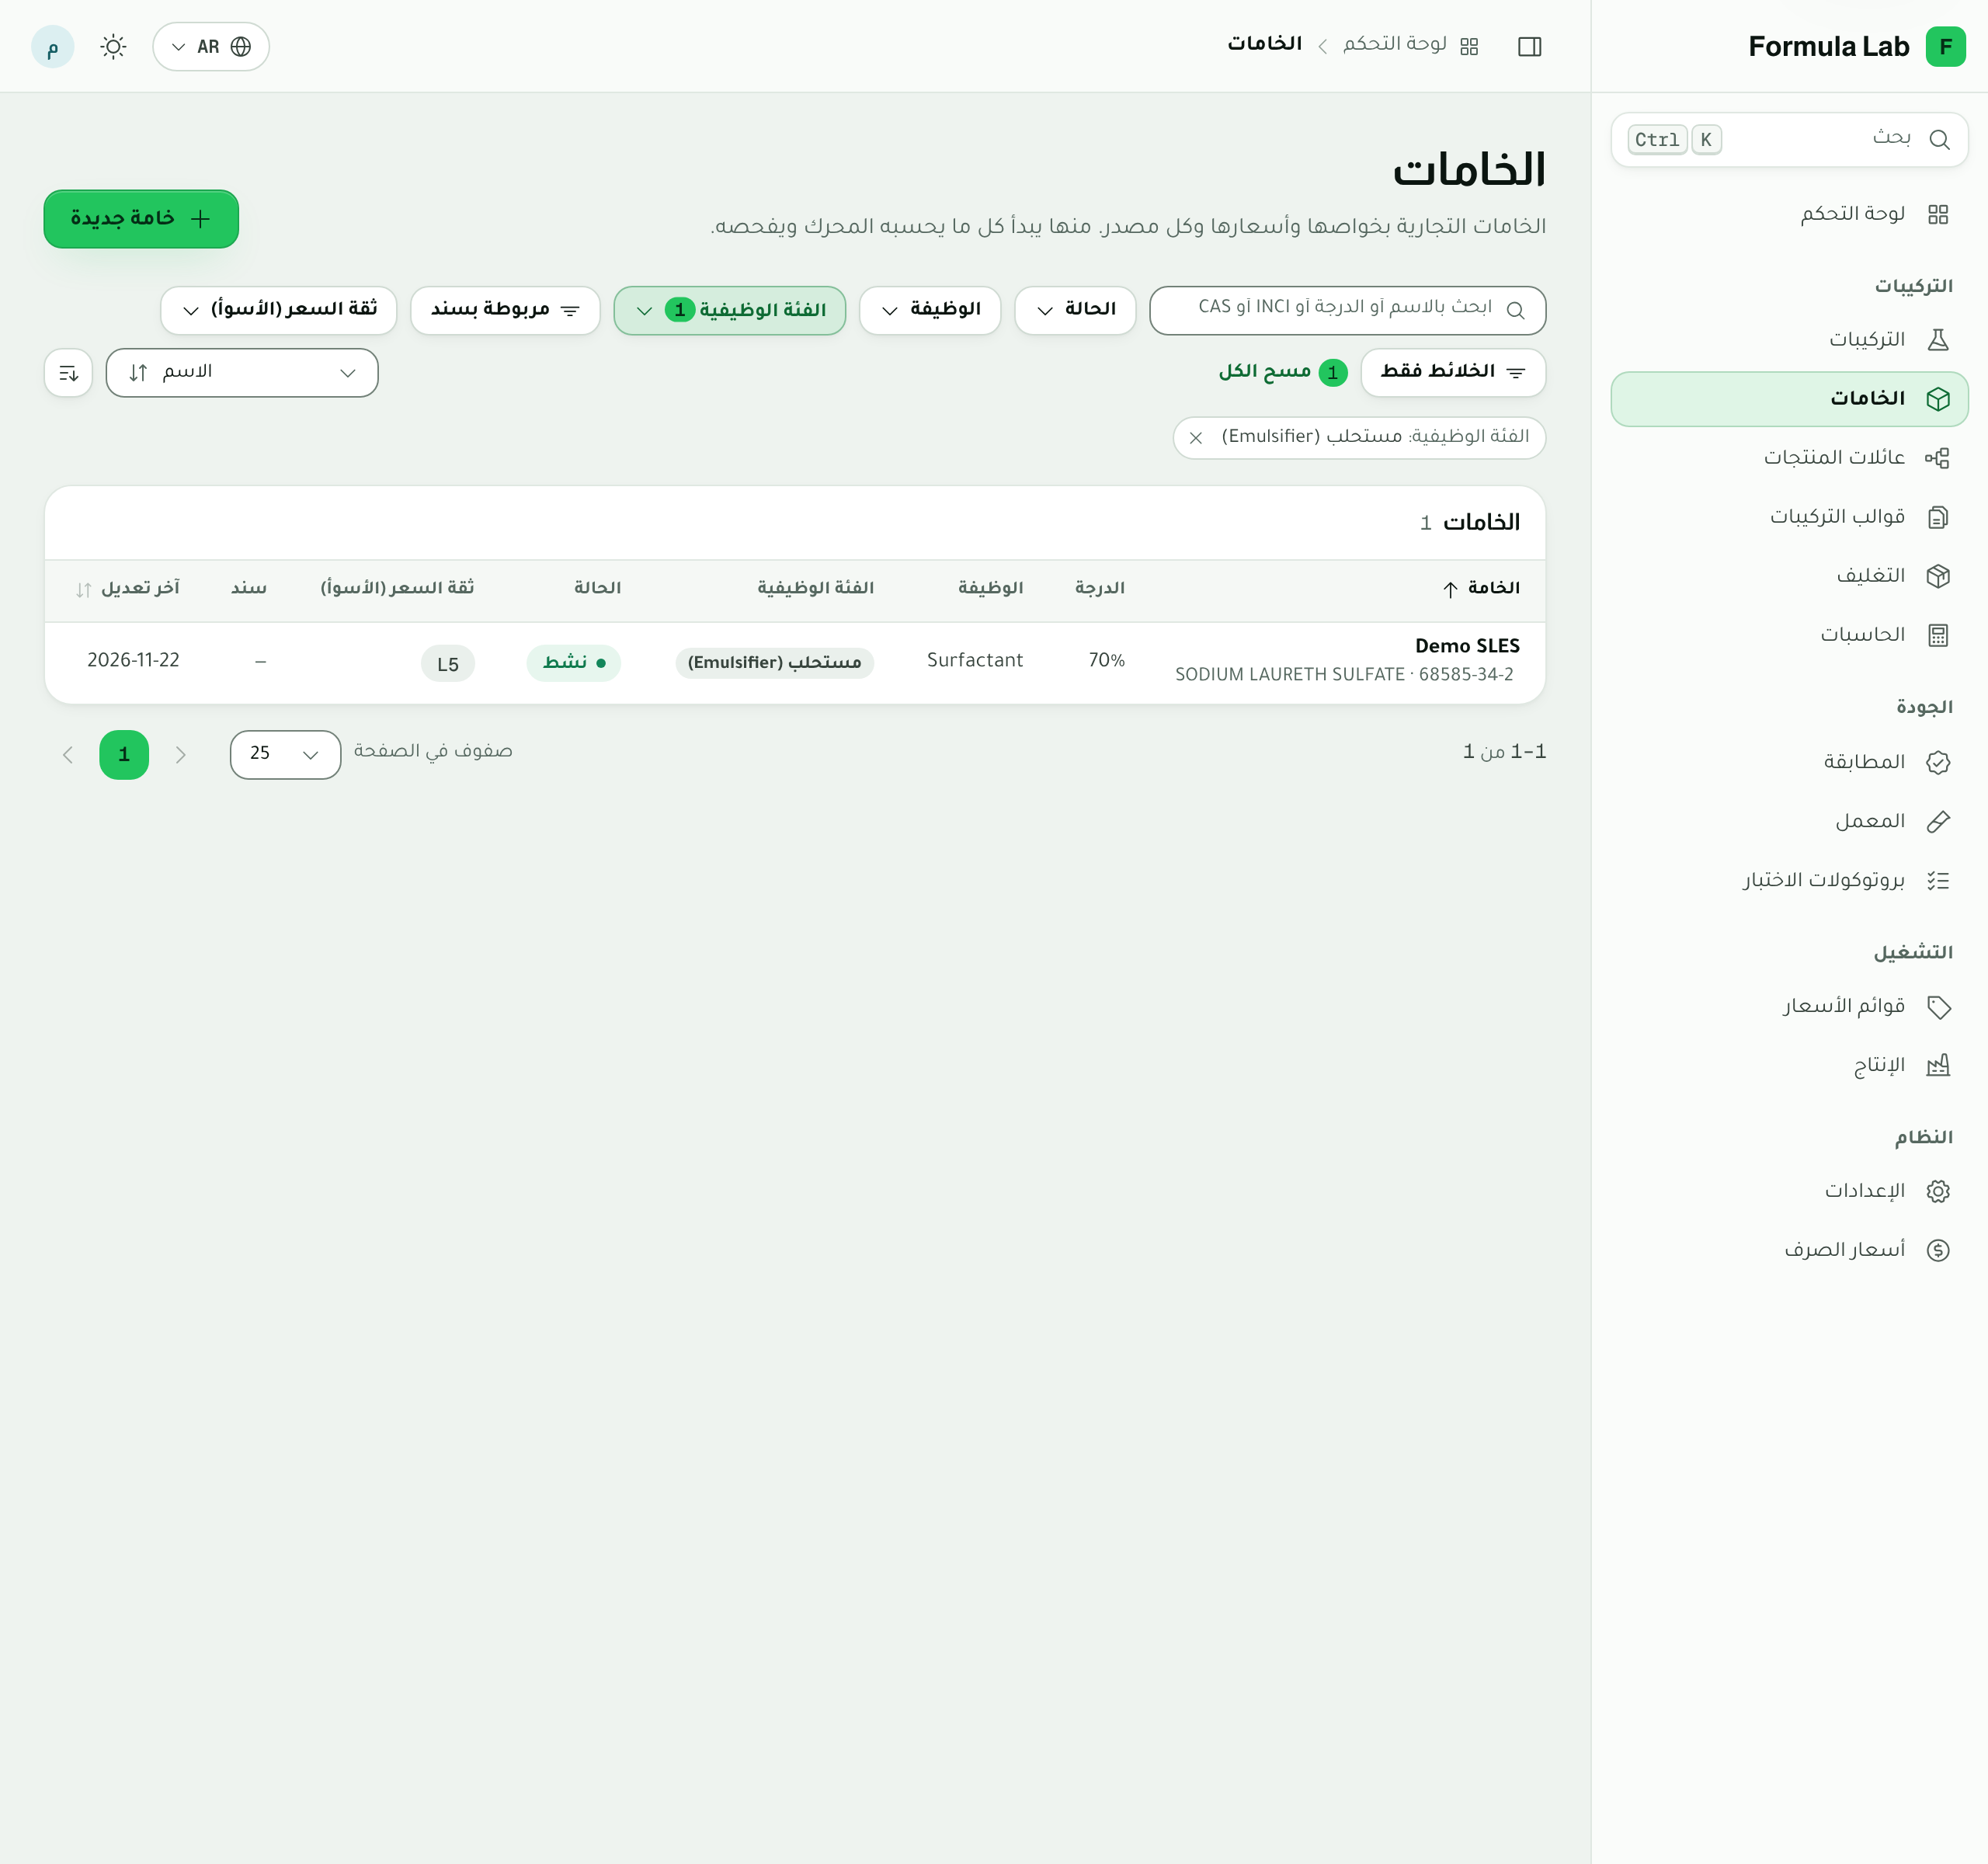 F Formula Lab
بحث Ctrl K
لوحة التحكم
التركيبات
التركيبات
الخامات
عائلات المنتجات
قوالب التركيبات
التغليف
الحاسبات
الجودة
المطابقة
المعمل
بروتوكولات الاختبار
التشغيل
قوائم الأسعار
الإنتاج
النظام
الإعدادات
أسعار الصرف
لوحة التحكم الخامات AR م
الخامات
الخامات التجارية بخواصها وأسعارها وكل مصدر. منها يبدأ كل ما يحسبه المحرك ويفحصه.
خامة جديدة
ابحث بالاسم أو الدرجة أو INCI أو CAS الحالة الوظيفة الفئة الوظيفية 1 مربوطة بسند ثقة السعر (الأسوأ)
الخلائط فقط 1 مسح الكل الاسم
الفئة الوظيفية: مستحلب (Emulsifier)
الخامات 1
الخامة الدرجة الوظيفة الفئة الوظيفية الحالة ثقة السعر (الأسوأ) سند آخر تعديل
Demo SLES 70% Surfactant مستحلب (Emulsifier) نشط L5 – 2026-11-22
SODIUM LAURETH SULFATE · 68585-34-2
1–1 من 1 صفوف في الصفحة 25 1